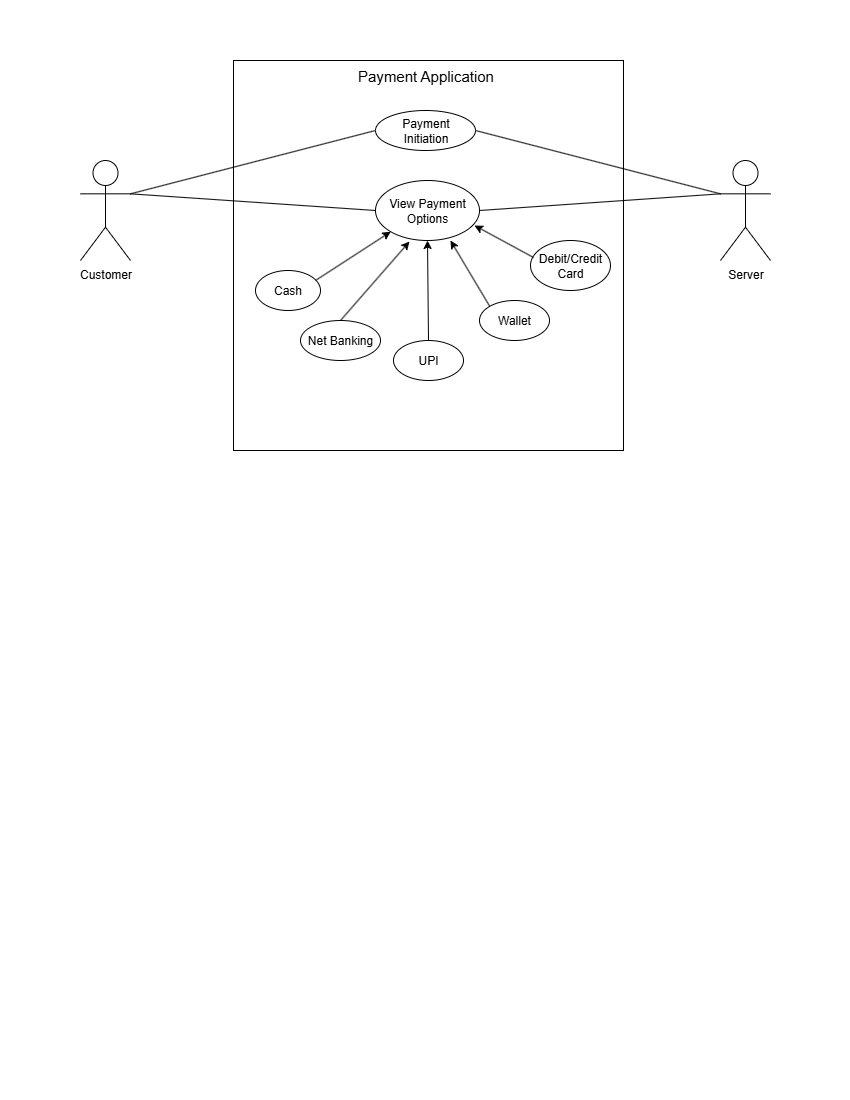 Payment Application
Payment
Initiation
View Payment
Options
Debit/Credit
Card
Customer
Server
Cash
Wallet
Net Banking
UPI